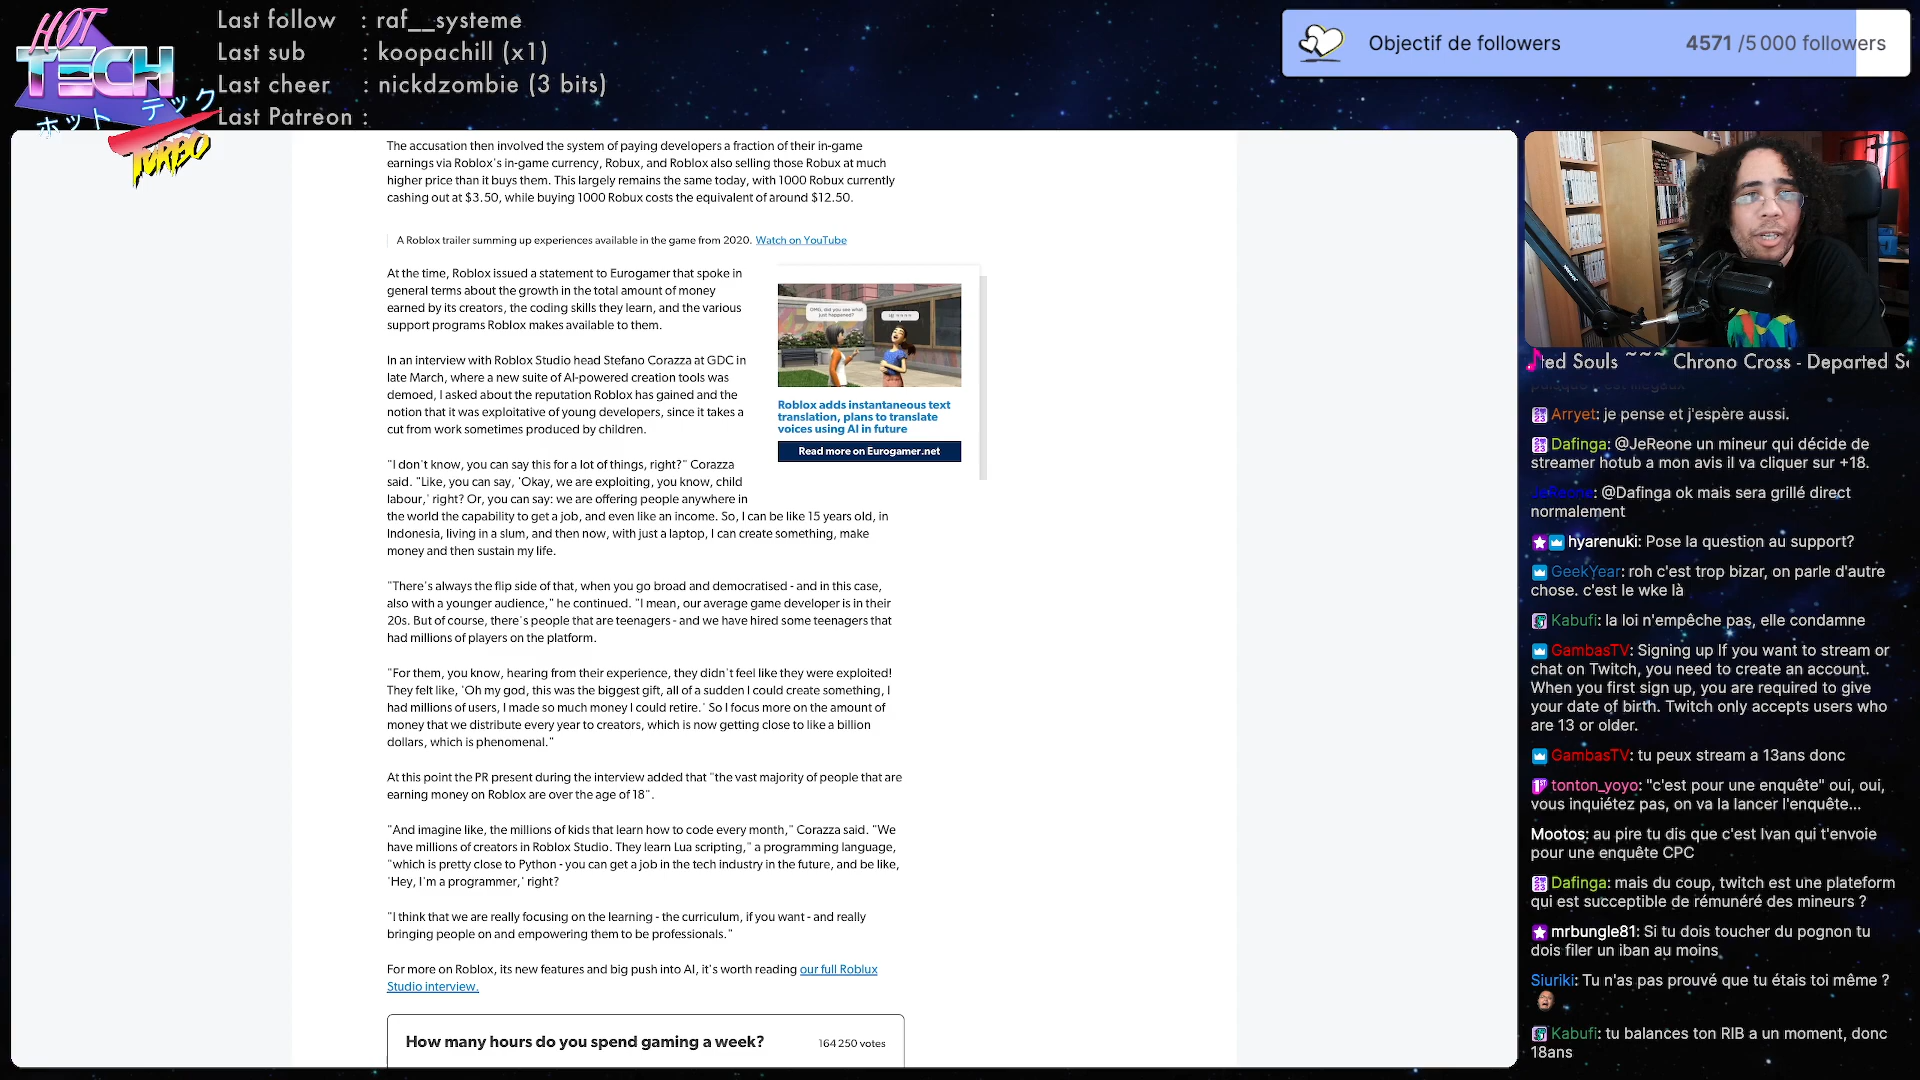 HOT
TECH
ホット テック
TURBO
Last follow : raf__systeme
Last sub : koopachill (x1)
Last cheer : nickdzombie (3 bits)
Last Patreon :
Objectif de followers
4571 /5 000 followers
The accusation then involved the system of paying developers a fraction of their in-game
earnings via Roblox's in-game currency, Robux, and Roblox also selling those Robux at much
higher price than it buys them. This largely remains the same today, with 1000 Robux currently
cashing out at $3.50, while buying 1000 Robux costs the equivalent of around $12.50.
A Roblox trailer summing up experiences available in the game from 2020. Watch on YouTube
At the time, Roblox issued a statement to Eurogamer that spoke in
general terms about the growth in the total amount of money
earned by its creators, the coding skills they learn, and the various
support programs Roblox makes available to them.
In an interview with Roblox Studio head Stefano Corazza at GDC in
late March, where a new suite of AI-powered creation tools was
demoed, I asked about the reputation Roblox has gained and the
notion that it was exploitative of young developers, since it takes a
cut from work sometimes produced by children.
OMG, did you see what
just happened?
Roblox adds instantaneous text
translation, plans to translate
voices using AI in future
Read more on Eurogamer.net
"I don't know, you can say this for a lot of things, right?" Corazza
said. "Like, you can say, 'Okay, we are exploiting, you know, child
labour,' right? Or, you can say: we are offering people anywhere in
the world the capability to get a job, and even like an income. So, I can be like 15 years old, in
Indonesia, living in a slum, and then now, with just a laptop, I can create something, make
money and then sustain my life.
"There's always the flip side of that, when you go broad and democratised - and in this case,
also with a younger audience," he continued. "I mean, our average game developer is in their
20s. But of course, there's people that are teenagers - and we have hired some teenagers that
had millions of players on the platform.
"For them, you know, hearing from their experience, they didn't feel like they were exploited!
They felt like, 'Oh my god, this was the biggest gift, all of a sudden I could create something, I
had millions of users, I made so much money I could retire.' So I focus more on the amount of
money that we distribute every year to creators, which is now getting close to like a billion
dollars, which is phenomenal."
At this point the PR present during the interview added that "the vast majority of people that are
earning money on Roblox are over the age of 18".
"And imagine like, the millions of kids that learn how to code every month," Corazza said. "We
have millions of creators in Roblox Studio. They learn Lua scripting," a programming language,
"which is pretty close to Python - you can get a job in the tech industry in the future, and be like,
'Hey, I'm a programmer,' right?
"I think that we are really focusing on the learning - the curriculum, if you want - and really
bringing people on and empowering them to be professionals."
For more on Roblox, its new features and big push into AI, it's worth reading our full Roblux
Studio interview.
How many hours do you spend gaming a week?
164 250 votes
ted Souls ~~~ Chrono Cross - Departed S
Arryet: je pense et j'espère aussi.
Dafinga: @JeReone un mineur qui décide de
streamer hotub a mon avis il va cliquer sur +18.
JeReone: @Dafinga ok mais sera grillé direct
normalement
hyarenuki: Pose la question au support?
GeekYear: roh c'est trop bizar, on parle d'autre
chose. c'est le wke là
Kabufi: la loi n'empêche pas, elle condamne
GambasTV: Signing up If you want to stream or
chat on Twitch, you need to create an account.
When you first sign up, you are required to give
your date of birth. Twitch only accepts users who
are 13 or older.
GambasTV: tu peux stream a 13ans donc
tonton_yoyo: "c'est pour une enquête" oui, oui,
vous inquiétez pas, on va la lancer l'enquête...
Mootos: au pire tu dis que c'est Ivan qui t'envoie
pour une enquête CPC
Dafinga: mais du coup, twitch est une plateform
qui est succeptible de rémunéré des mineurs ?
mrbungle81: Si tu dois toucher du pognon tu
dois filer un iban au moins
Siuriki: Tu n'as pas prouvé que tu étais toi même ?
Kabufi: tu balances ton RIB a un moment, donc
18ans